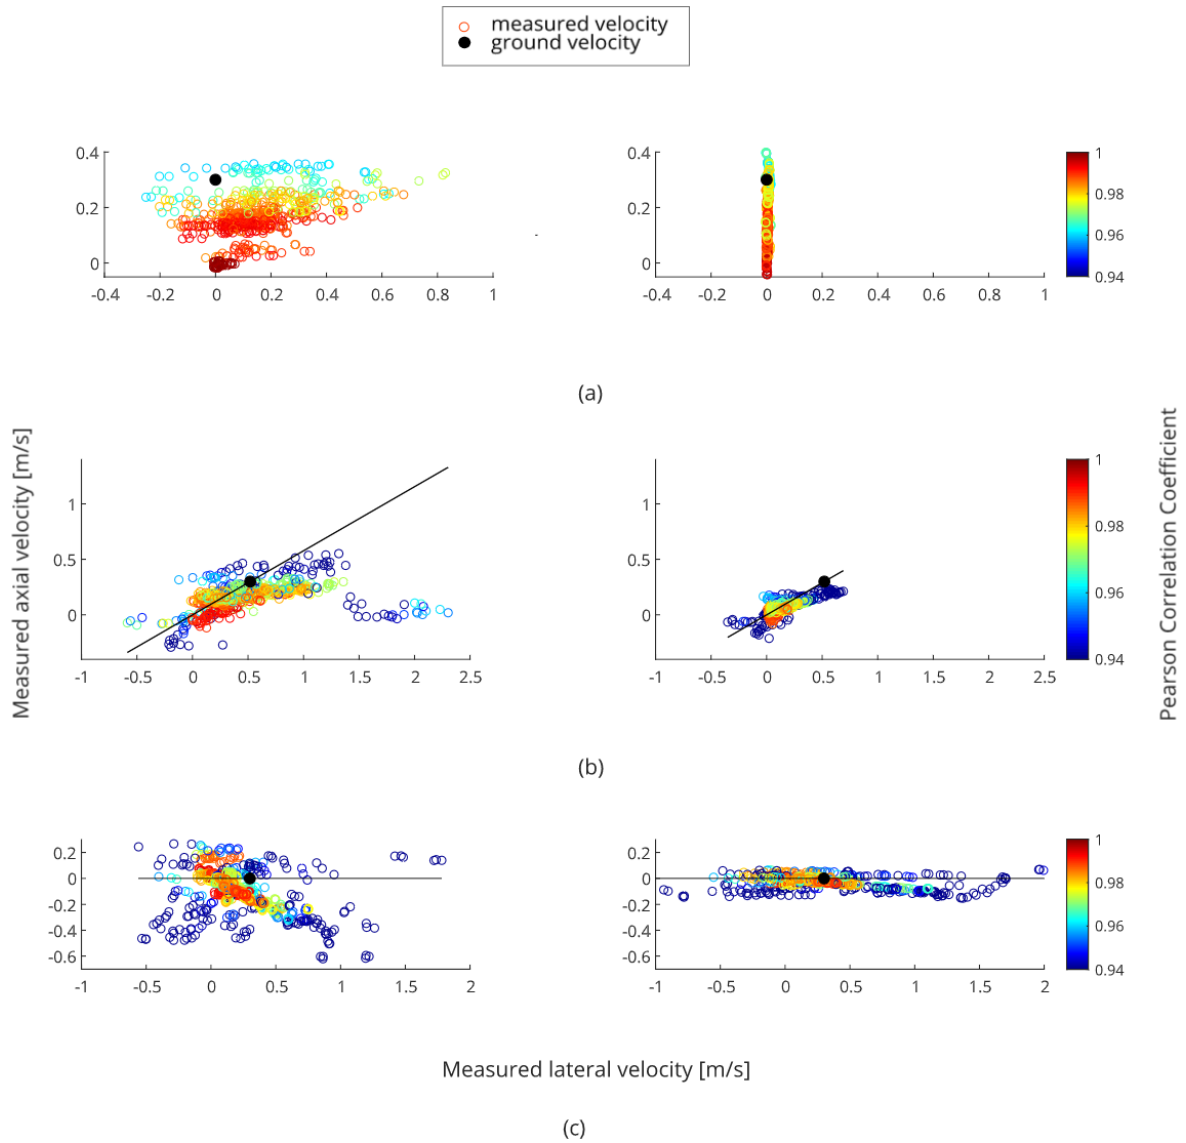 measured velocity
ground velocity
0.4
0.2
0
-0.4 -0.2 0 0.2 0.4 0.6 0.8 1
-0.4 -0.2 0 0.2 0.4 0.6 0.8 1
1
0.98
0.96
0.94
(a)
Measured axial velocity [m/s]
1
0.5
0
-1 -0.5 0 0.5 1 1.5 2 2.5
1
0.5
0
-1 -0.5 0 0.5 1 1.5 2 2.5
1
0.98
0.96
0.94
Pearson Correlation Coefficient
(b)
0.2
0
-0.2
-0.4
-0.6
-1 -0.5 0 0.5 1 1.5 2
0.2
0
-0.2
-0.4
-0.6
-1 -0.5 0 0.5 1 1.5 2
1
0.98
0.96
0.94
Measured lateral velocity [m/s]
(c)